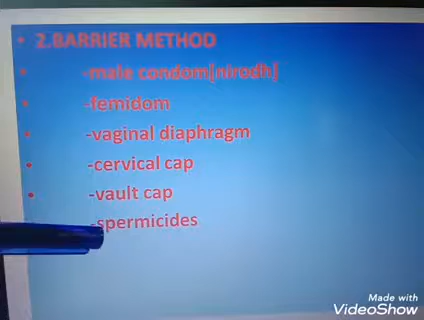 • 2.BARRIER METHOD
• -male condom[nirodh]
• -femidom
• -vaginal diaphragm
• -cervical cap
• -vault cap
-spermicides
Made with
VideoShow